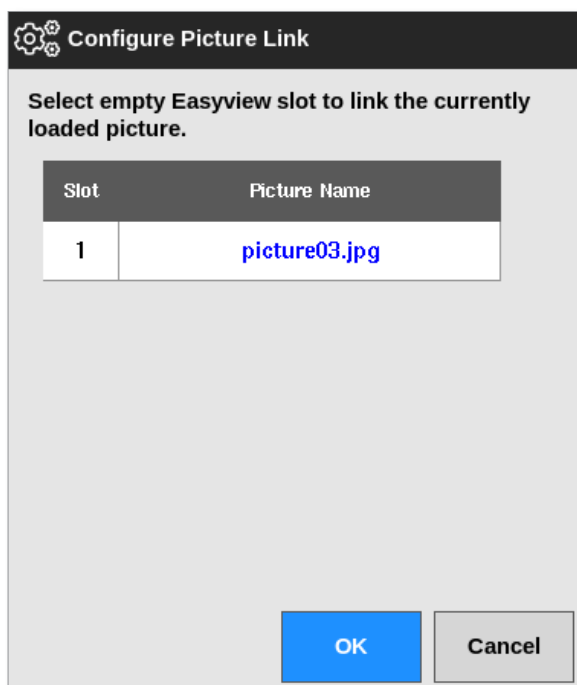 Configure Picture Link
Select empty Easyview slot to link the currently
loaded picture.
Slot Picture Name
1 picture03.jpg
OK Cancel